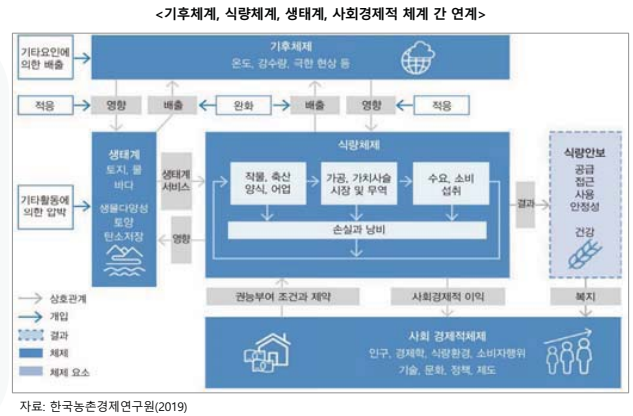 <기후체계, 식량체계, 생태계, 사회경제적 체계 간 연계>
기타요인에
의한 배출
기후체제
온도, 강수량, 극한 현상 등
적응
영향
배출
완화
배출
영향
적응
생태계
토지, 물
바다
생물다양성
토양
탄소저장
기타활동에
의한 압박
생태계
서비스
영향
식량체제
작물, 축산
양식, 어업
가공, 가치사슬
시장 및 무역
수요, 소비
섭취
손실과 낭비
결과
식량안보
공급
접근
사용
안정성
건강
권능부여 조건과 제약
사회경제적 이익
복지
상호관계
개입
결과
체제
체제 요소
사회 경제적체제
인구, 경제학, 식량환경, 소비자행위
기술, 문화, 정책, 제도
자료: 한국농촌경제연구원(2019)